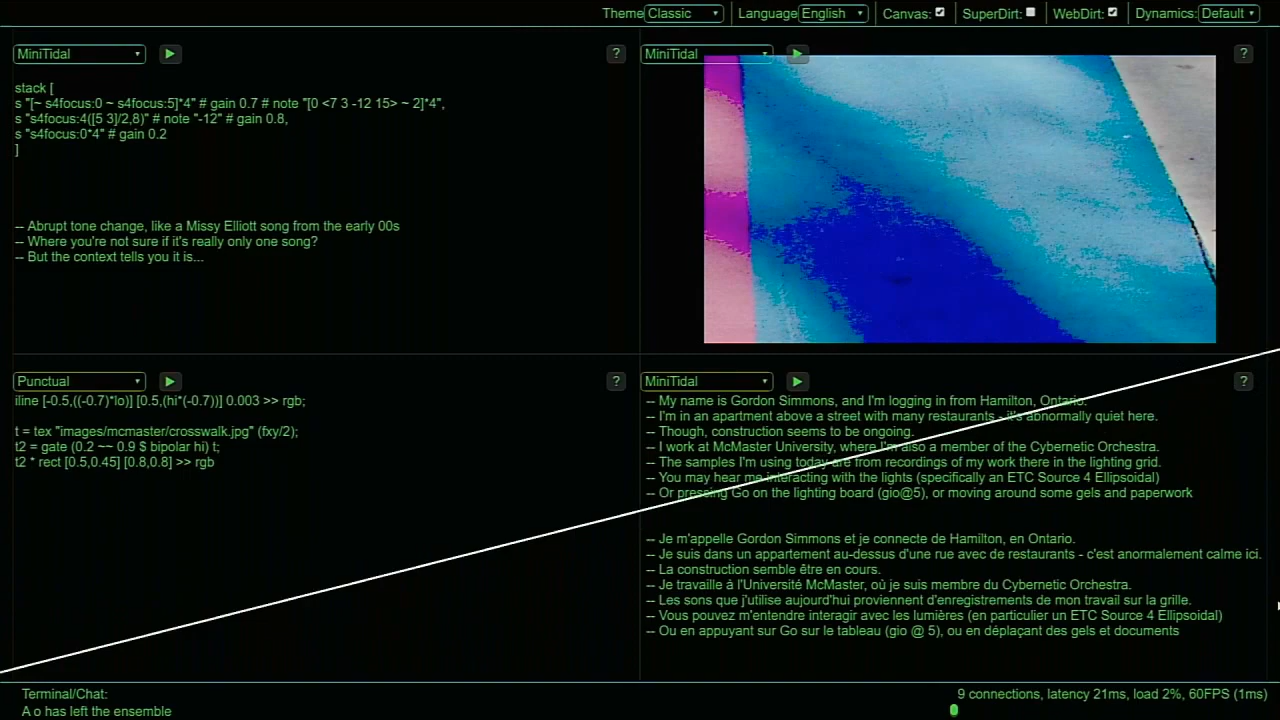 Theme Classic Language English Canvas: SuperDirt: WebDirt: Dynamics: Default
MiniTidal ?
stack [
s "[~ s4focus:0 ~ s4focus:5]*4" # gain 0.7 # note "[0 <7 3 -12 15> ~ 2]*4",
s "s4focus:4([5 3]/2,8)" # note "-12" # gain 0.8,
s "s4focus:0*4" # gain 0.2
]
-- Abrupt tone change, like a Missy Elliott song from the early 00s
-- Where you're not sure if it's really only one song?
-- But the context tells you it is...
MiniTidal ?
Punctual ?
iline [-0.5,((-0.7)*lo)] [0.5,(hi*(-0.7))] 0.003 >> rgb;
t = tex "images/mcmaster/crosswalk.jpg" (fxy/2);
t2 = gate (0.2 ~~ 0.9 $ bipolar hi) t;
t2 * rect [0.5,0.45] [0.8,0.8] >> rgb
MiniTidal ?
-- My name is Gordon Simmons, and I'm logging in from Hamilton, Ontario.
-- I'm in an apartment above a street with many restaurants - it's abnormally quiet here.
-- Though, construction seems to be ongoing.
-- I work at McMaster University, where I'm also a member of the Cybernetic Orchestra.
-- The samples I'm using today are from recordings of my work there in the lighting grid.
-- You may hear me interacting with the lights (specifically an ETC Source 4 Ellipsoidal)
-- Or pressing Go on the lighting board (gio@5), or moving around some gels and paperwork
-- Je m'appelle Gordon Simmons et je connecte de Hamilton, en Ontario.
-- Je suis dans un appartement au-dessus d'une rue avec de restaurants - c'est anormalement calme ici.
-- La construction semble être en cours.
-- Je travaille à l'Université McMaster, où je suis membre du Cybernetic Orchestra.
-- Les sons que j'utilise aujourd'hui proviennent d'enregistrements de mon travail sur la grille.
-- Vous pouvez m'entendre interagir avec les lumières (en particulier un ETC Source 4 Ellipsoidal)
-- Ou en appuyant sur Go sur le tableau (gio @ 5), ou en déplaçant des gels et documents
Terminal/Chat:
A o has left the ensemble
9 connections, latency 21ms, load 2%, 60FPS (1ms)